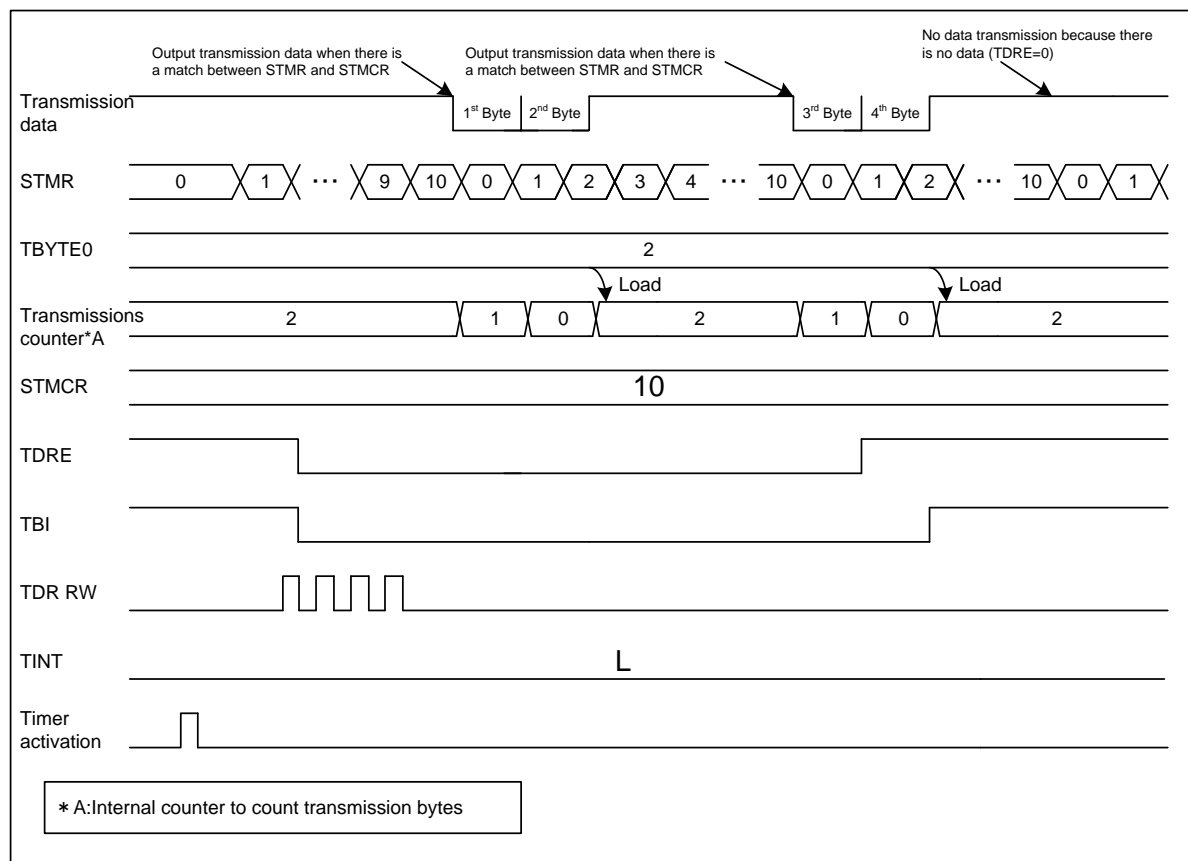 Output transmission data when there is
a match between STMR and STMCR
Output transmission data when there is
a match between STMR and STMCR
No data transmission because there
is no data (TDRE=0)
Transmission
data
1st Byte 2nd Byte 3rd Byte 4th Byte
STMR 0 1 ··· 9 10 0 1 2 3 4 ··· 10 0 1 2 ··· 10 0 1
TBYTE0 2
Load Load
Transmissions
counter*A
2 1 0 2 1 0 2
STMCR 10
TDRE
TBI
TDR RW
TINT L
Timer
activation
* A:Internal counter to count transmission bytes